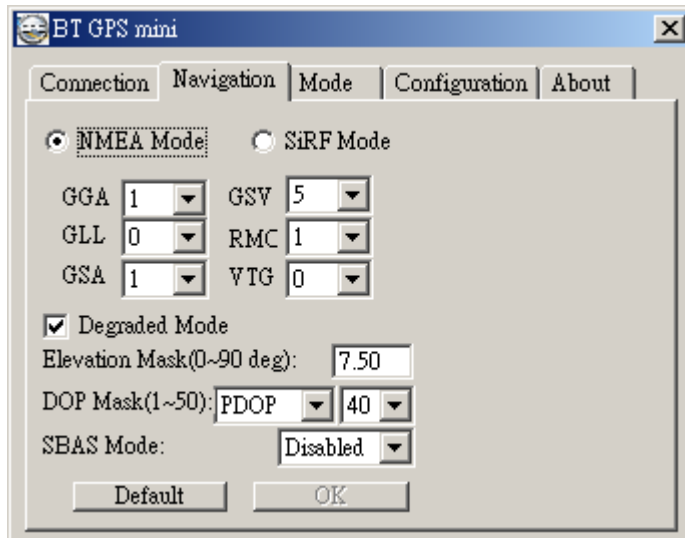 BT GPS mini
Connection Navigation Mode Configuration About
NMEA Mode SiRF Mode
GGA 1 GSV 5
GLL 0 RMC 1
GSA 1 VTG 0
Degraded Mode
Elevation Mask(0~90 deg): 7.50
DOP Mask(1~50): PDOP 40
SBAS Mode: Disabled
Default OK